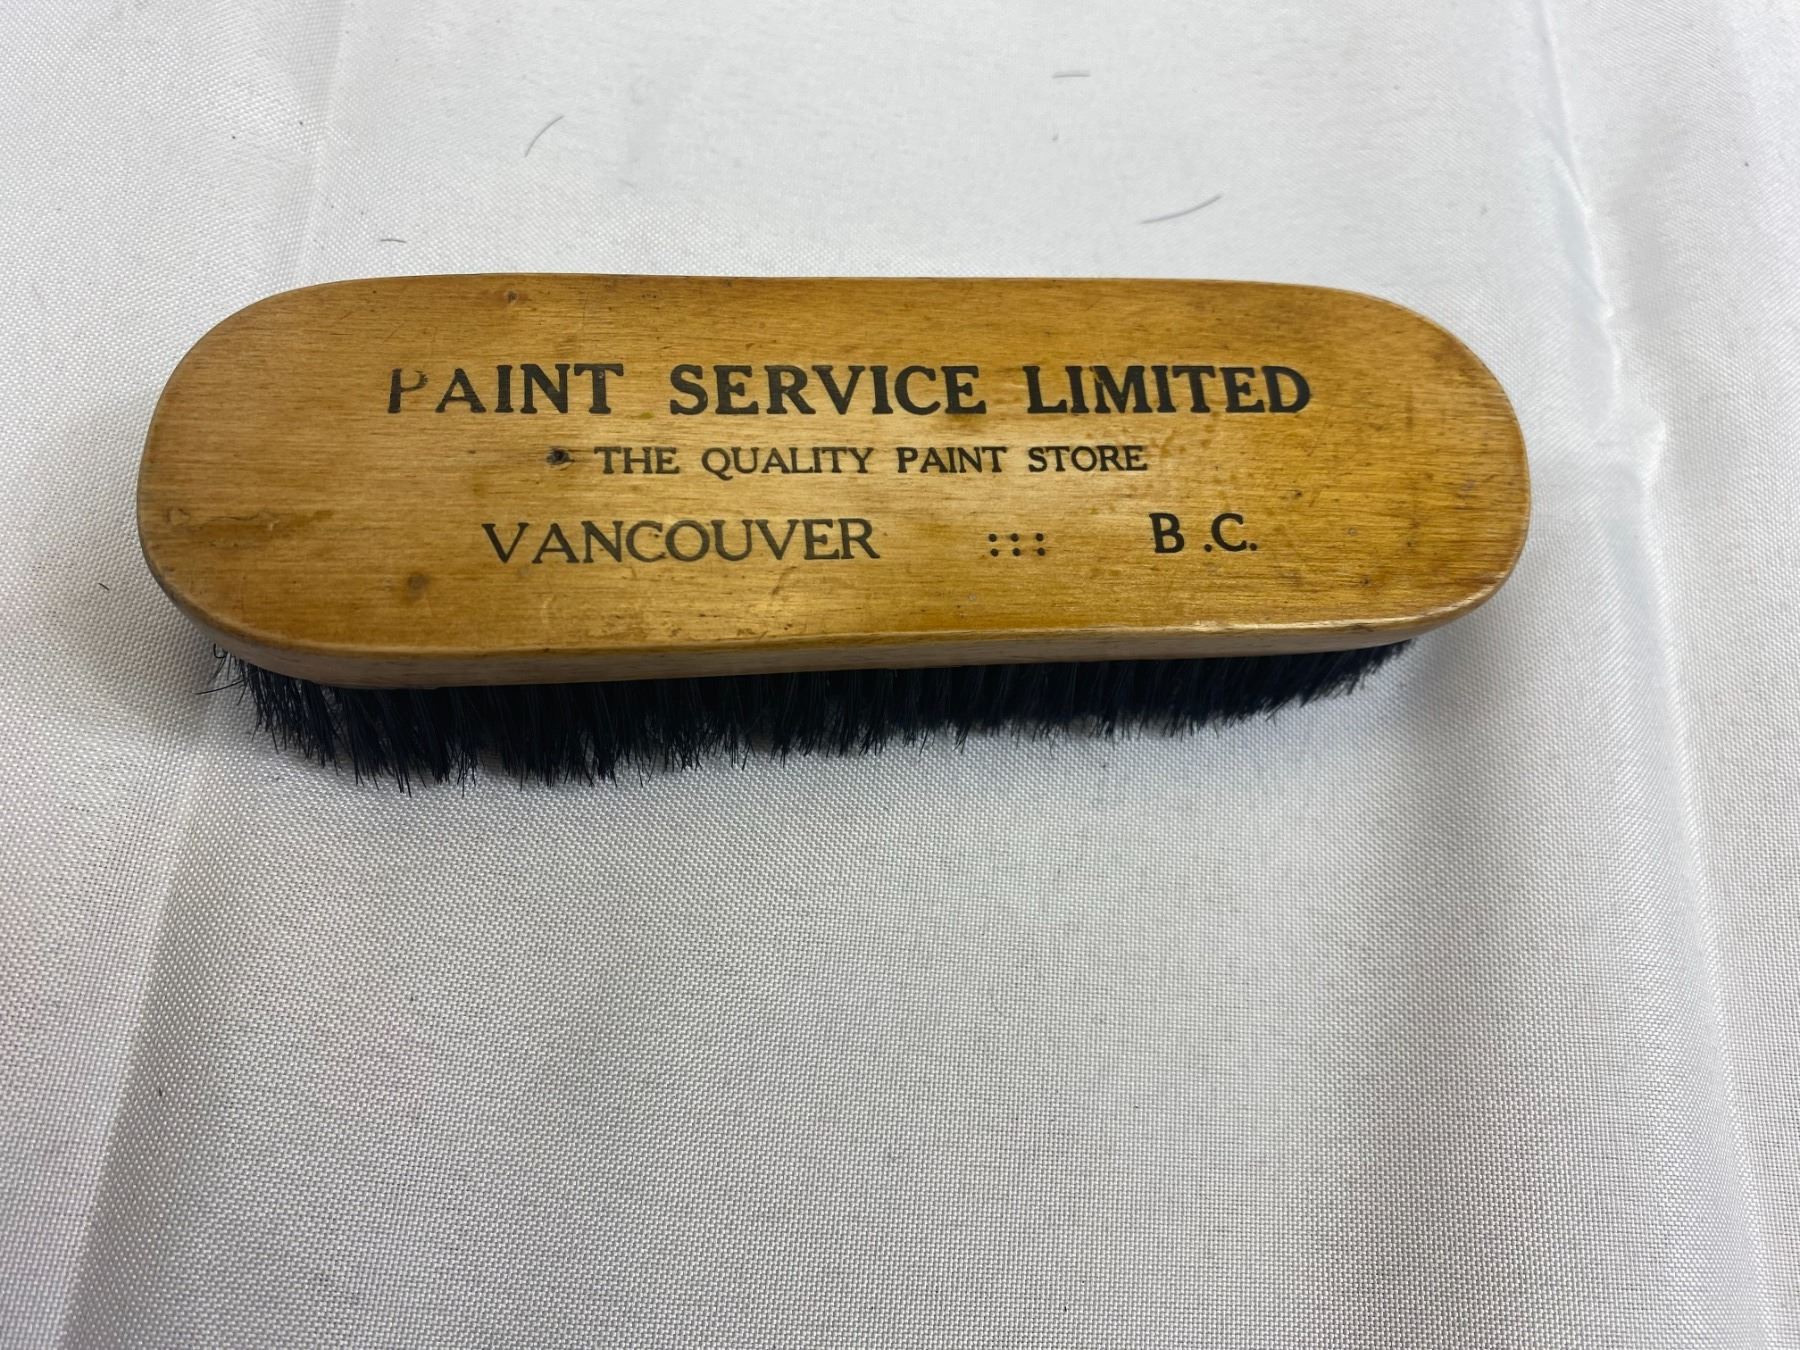 PAINT SERVICE LIMITED
THE QUALITY PAINT STORE
VANCOUVER ::: B.C.